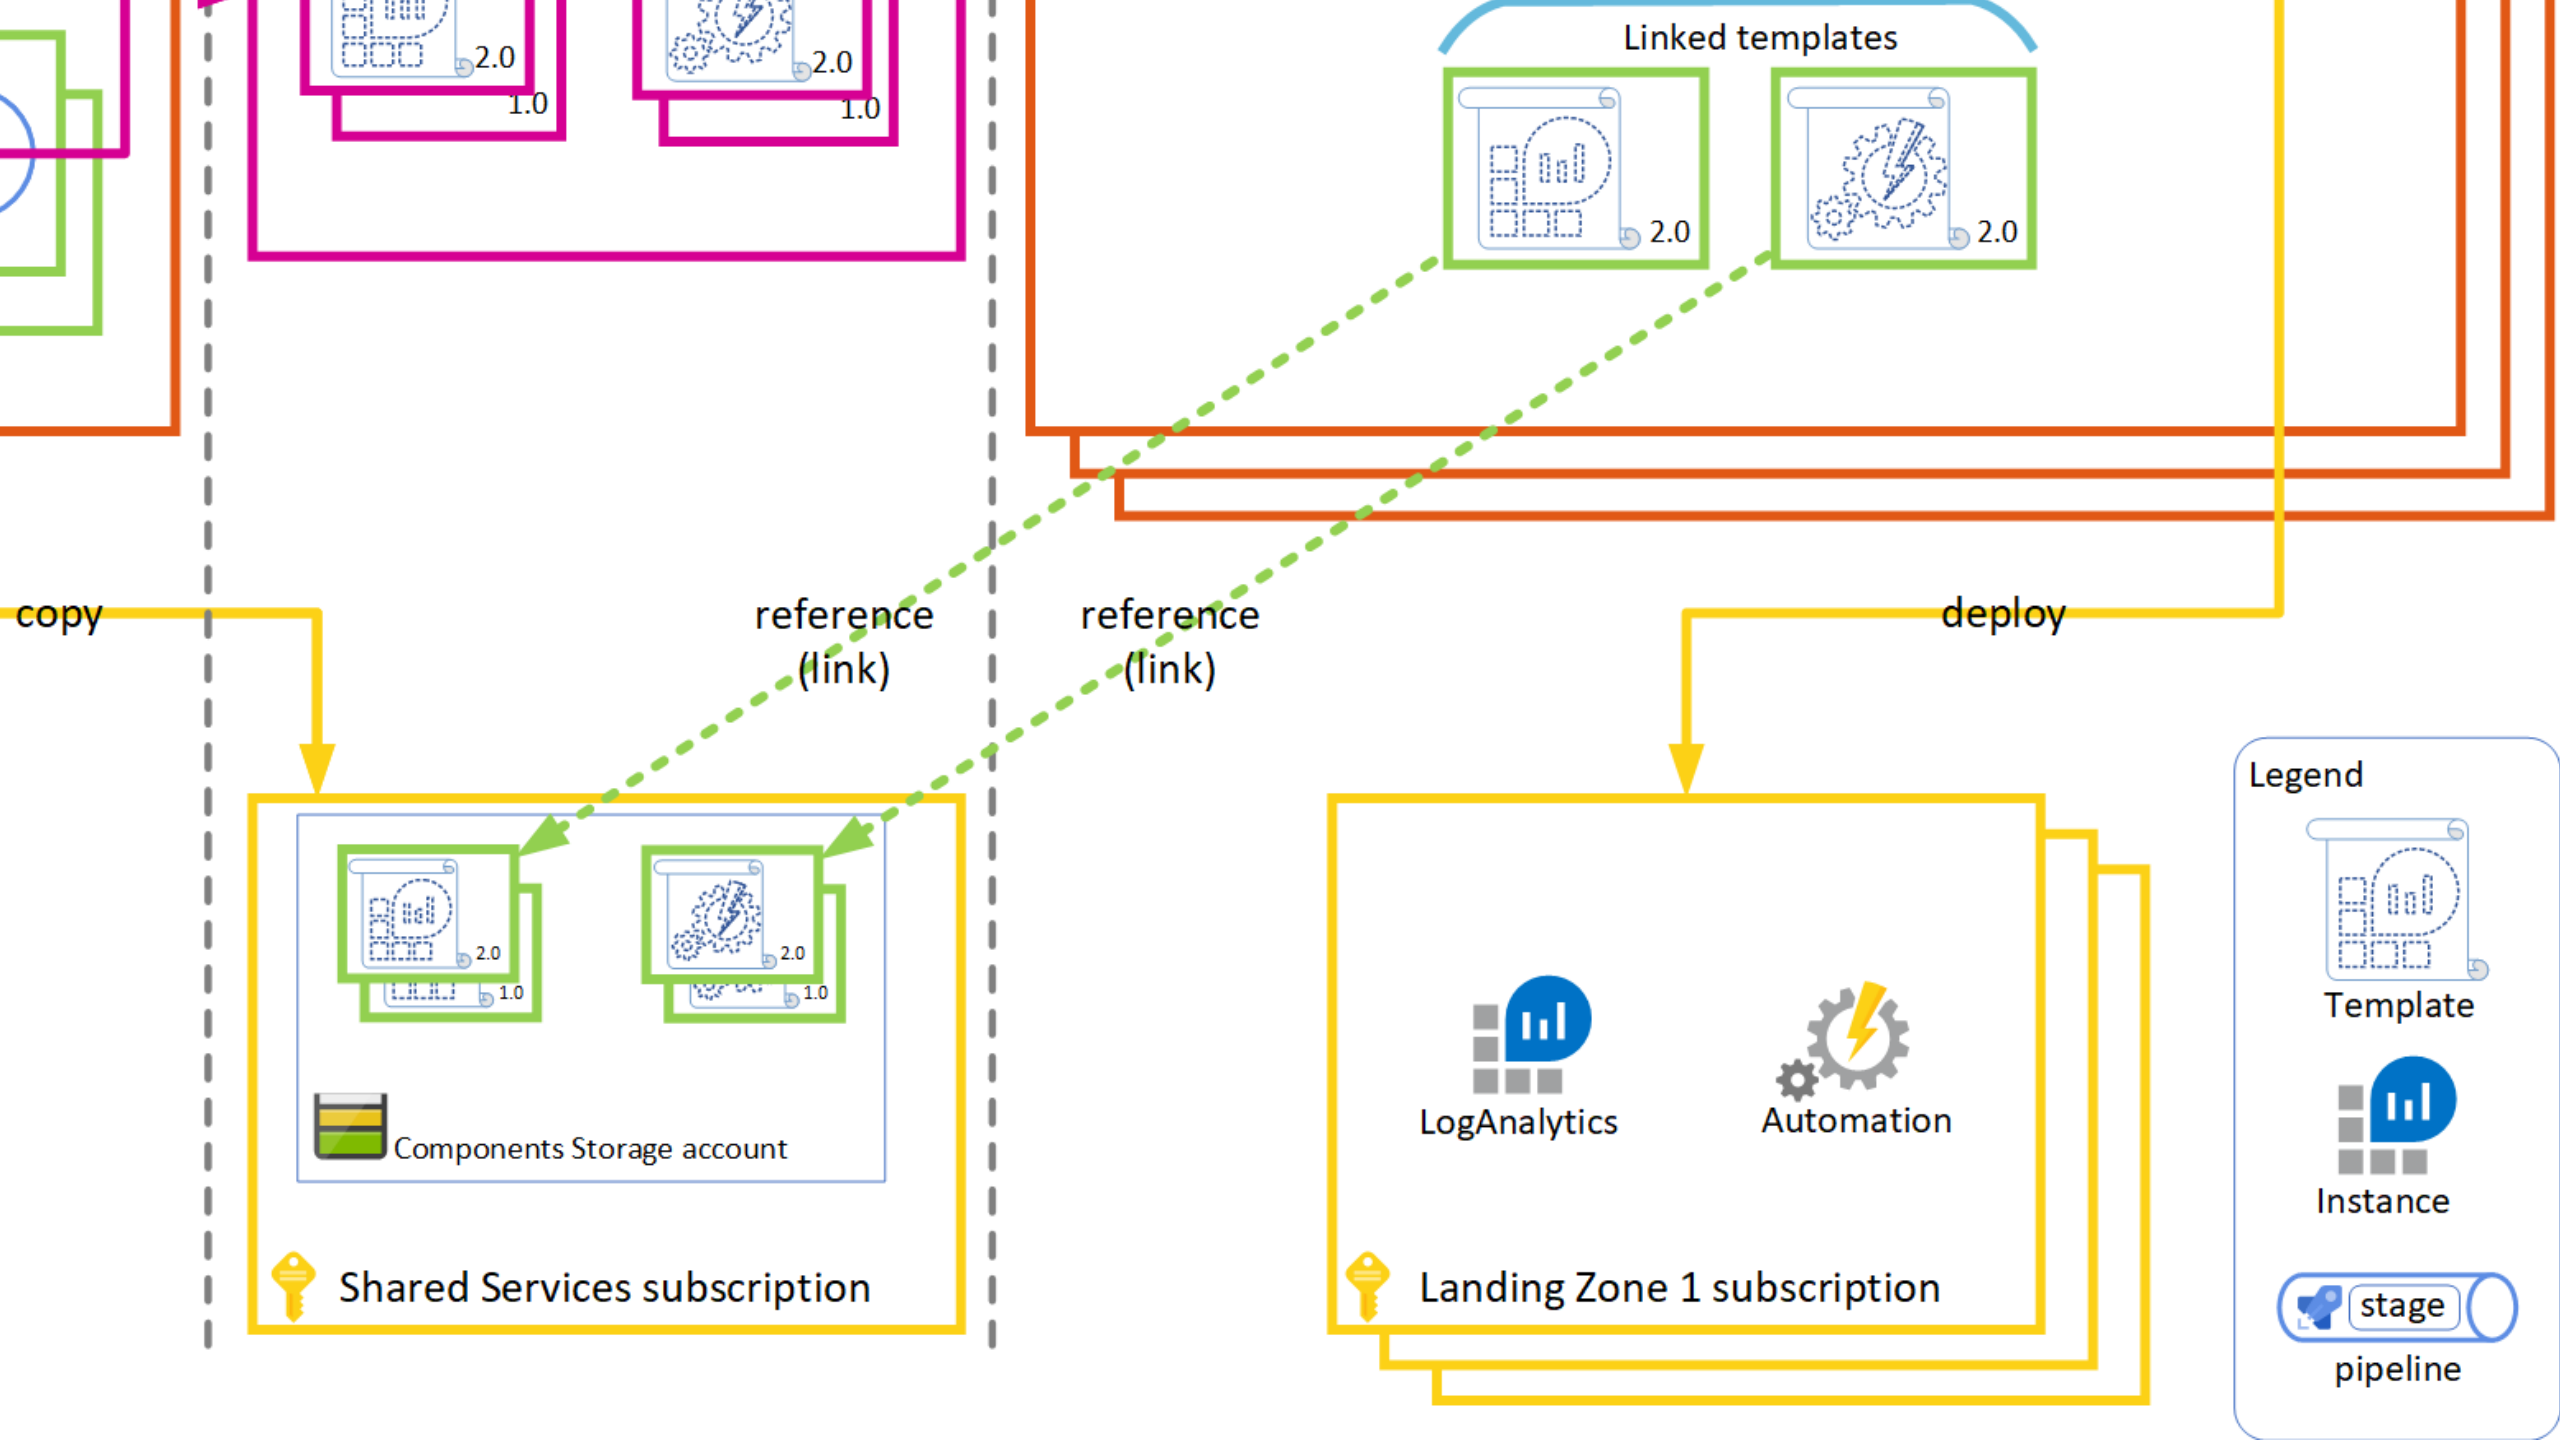 2.0
1.0
2.0
1.0
Linked templates
2.0
2.0
copy
reference
(link)
reference
(link)
deploy
2.0
1.0
2.0
1.0
Components Storage account
Shared Services subscription
LogAnalytics
Automation
Landing Zone 1 subscription
Legend
Template
Instance
stage
pipeline